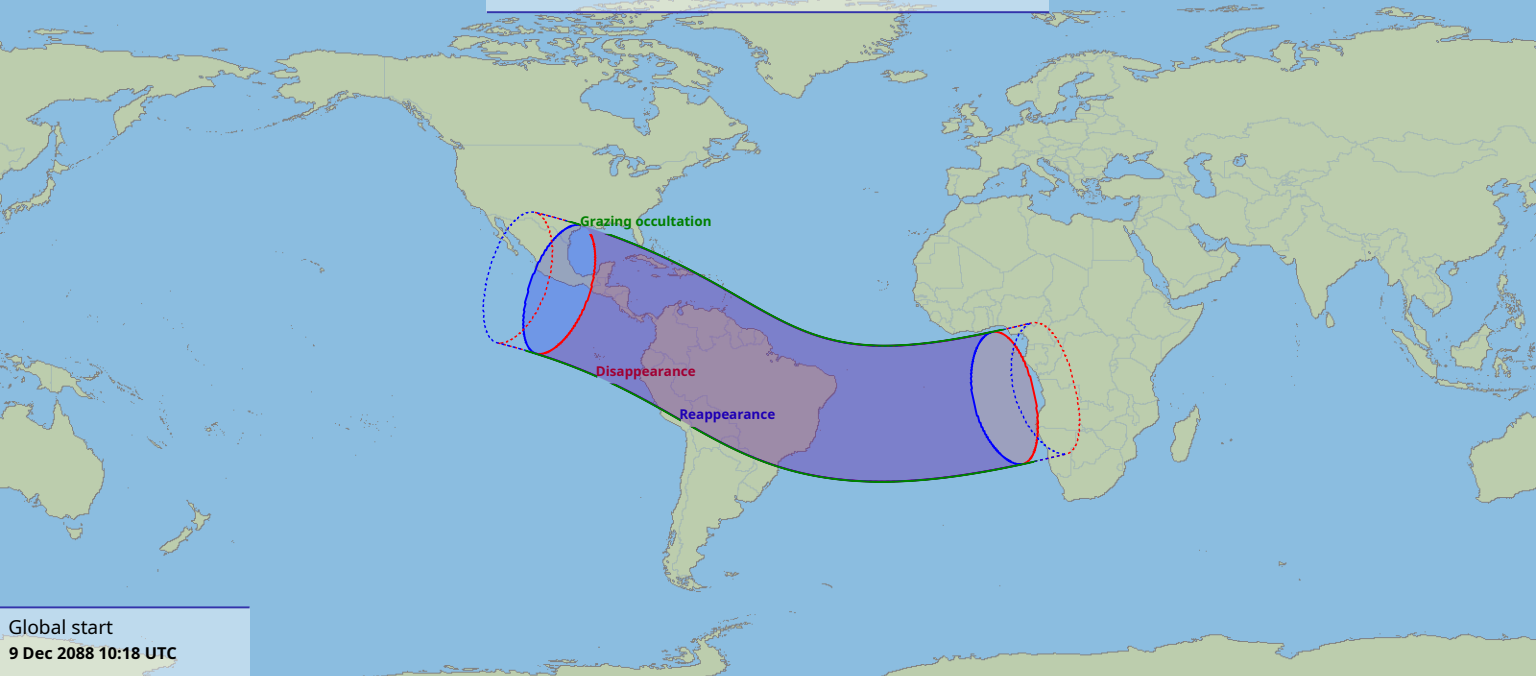 Grazing occultation
Disappearance
Reappearance
Global start
9 Dec 2088 10:18 UTC